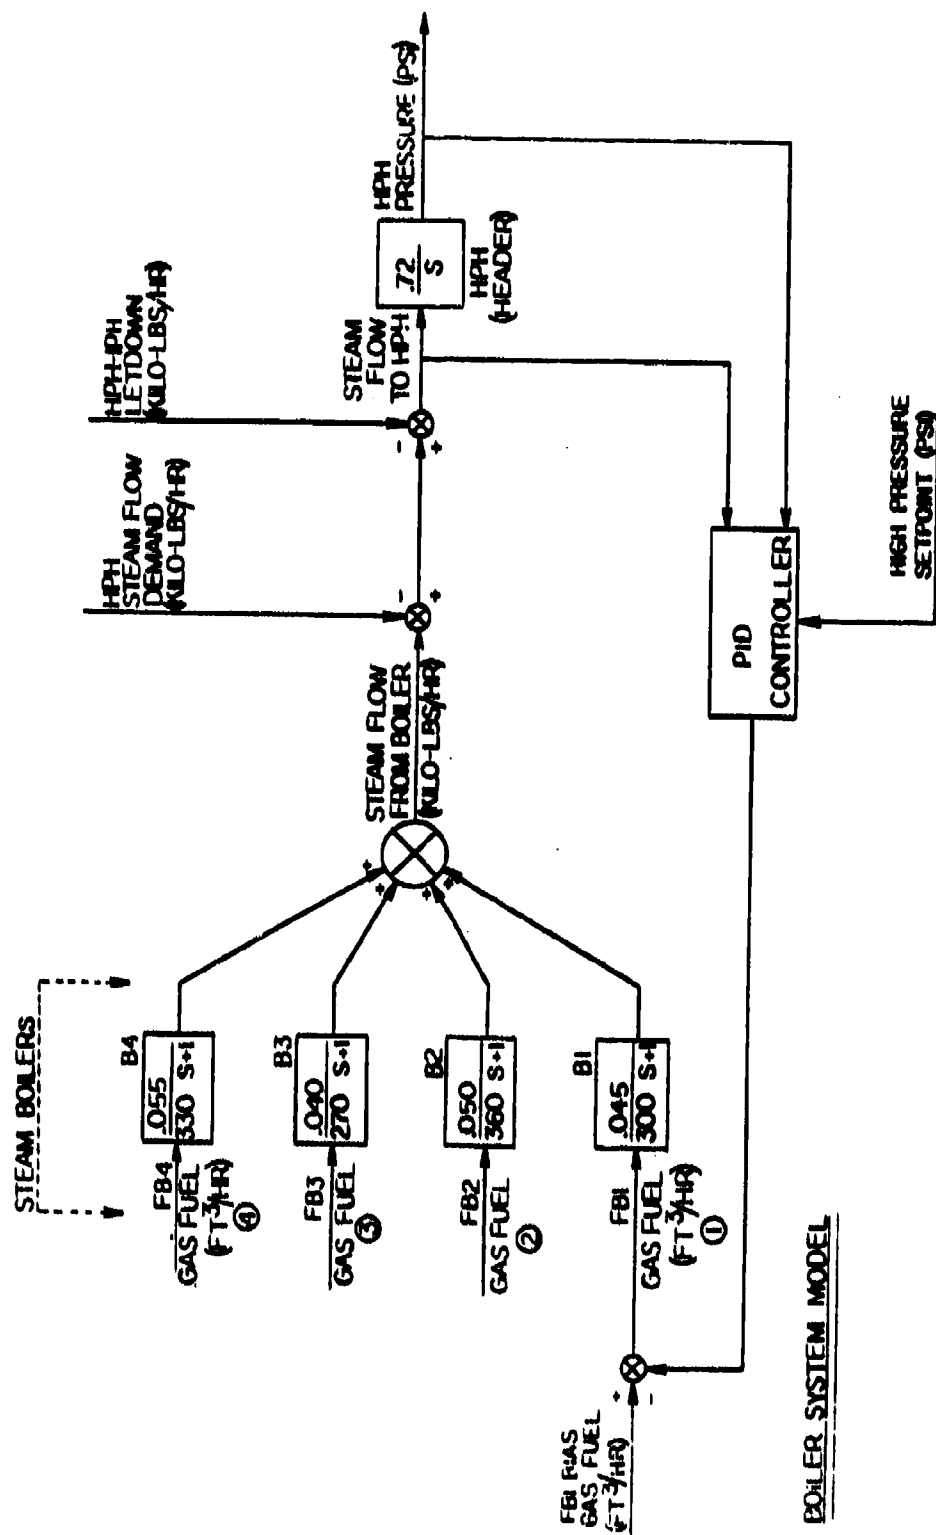 STEAM BOILERS
B4
.055
330 S+1
FB4
GAS FUEL
(FT³/HR)
④
B3
.040
270 S+1
FB3
GAS FUEL
③
B2
.050
360 S+1
FB2
GAS FUEL
②
B1
.045
300 S+1
FB1
GAS FUEL
(FT³/HR)
①
FB1 BIAS
GAS FUEL
(FT³/HR)
+
-
+
+
+
+
STEAM FLOW
FROM BOILER
(KILO-LBS/HR)
HPH
STEAM FLOW
DEMAND
(KILO-LBS/HR)
-
+
HPH-IPH
LETDOWN
(KILO-LBS/HR)
-
+
STEAM
FLOW
TO HPH
.72
S
HPH
(HEADER)
HPH
PRESSURE (PSI)
PID
CONTROLLER
HIGH PRESSURE
SETPOINT (PSI)
BOILER SYSTEM MODEL